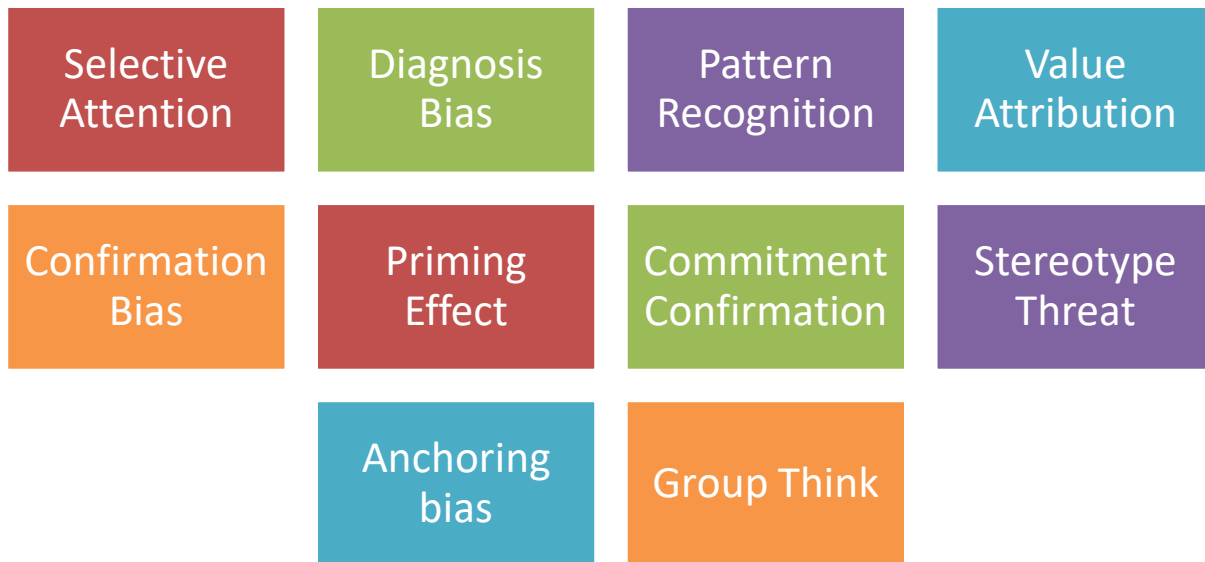 Selective
Attention
Diagnosis
Bias
Pattern
Recognition
Value
Attribution
Confirmation
Bias
Priming
Effect
Commitment
Confirmation
Stereotype
Threat
Anchoring
bias
Group Think